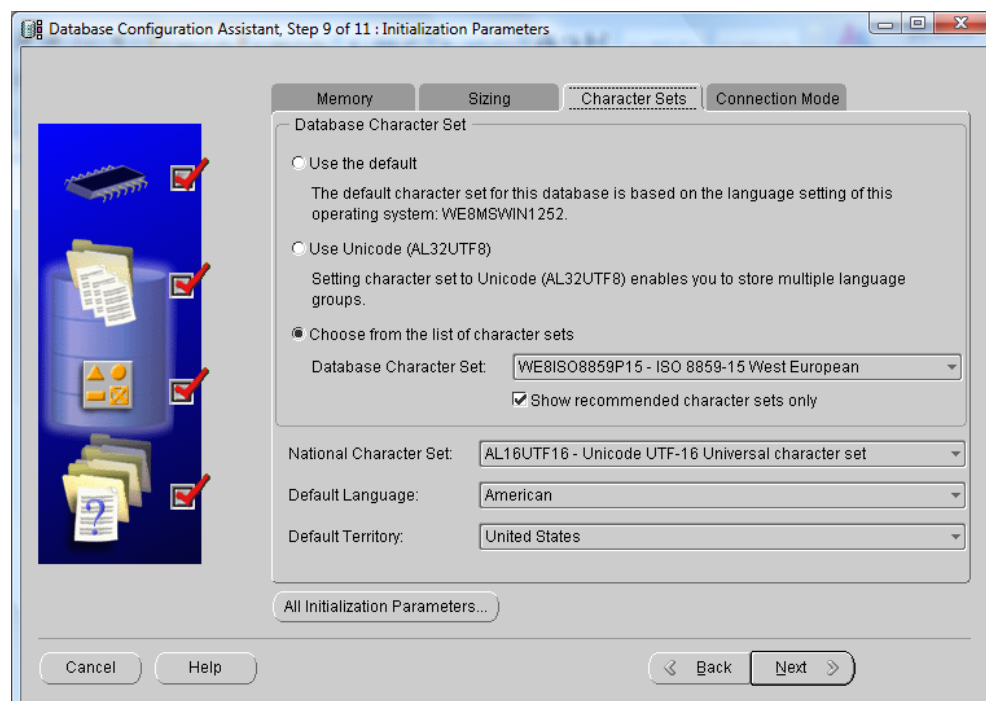 Database Configuration Assistant, Step 9 of 11 : Initialization Parameters
Memory
Sizing
Character Sets
Connection Mode
Database Character Set
Use the default
The default character set for this database is based on the language setting of this
operating system: WE8MSWIN1252.
Use Unicode (AL32UTF8)
Setting character set to Unicode (AL32UTF8) enables you to store multiple language
groups.
Choose from the list of character sets
Database Character Set:
WE8ISO8859P15 - ISO 8859-15 West European
Show recommended character sets only
National Character Set:
AL16UTF16 - Unicode UTF-16 Universal character set
Default Language:
American
Default Territory:
United States
All Initialization Parameters...
Cancel
Help
Back
Next